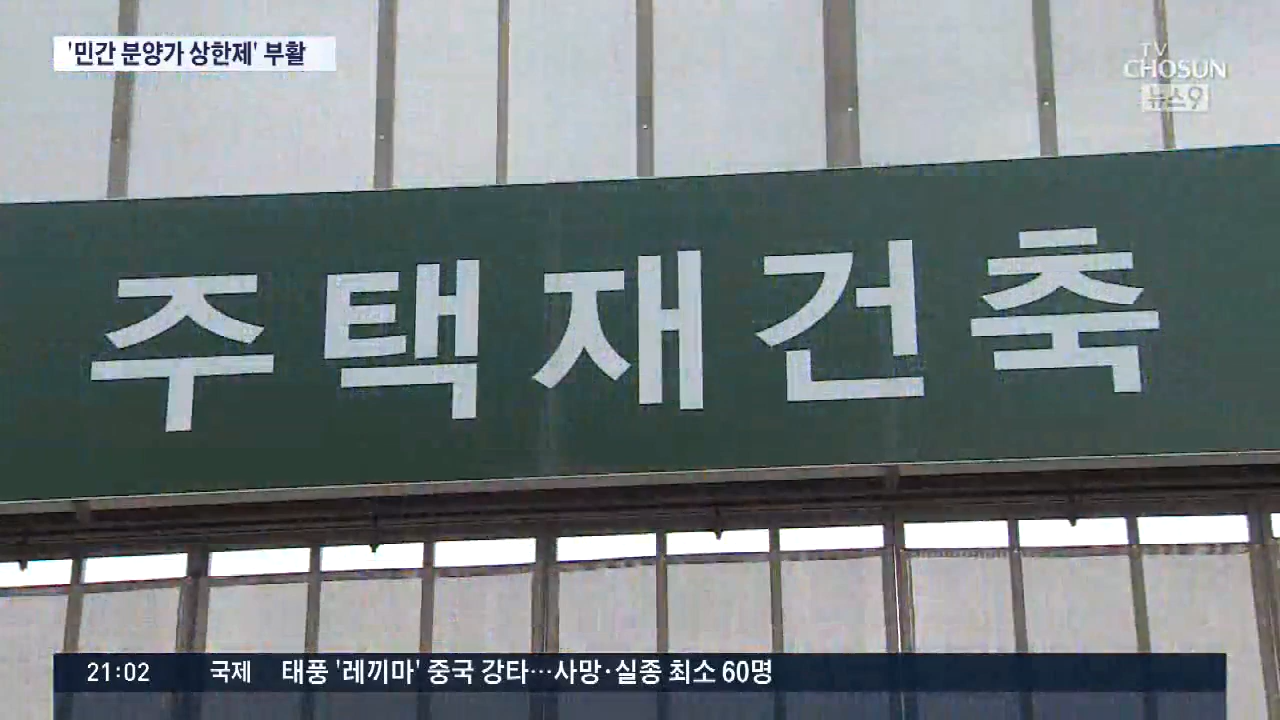 '민간 분양가 상한제' 부활
TV
CHOSUN
뉴스9
주택재건축
21:02 국제 태풍 '레끼마' 중국 강타…사망·실종 최소 60명